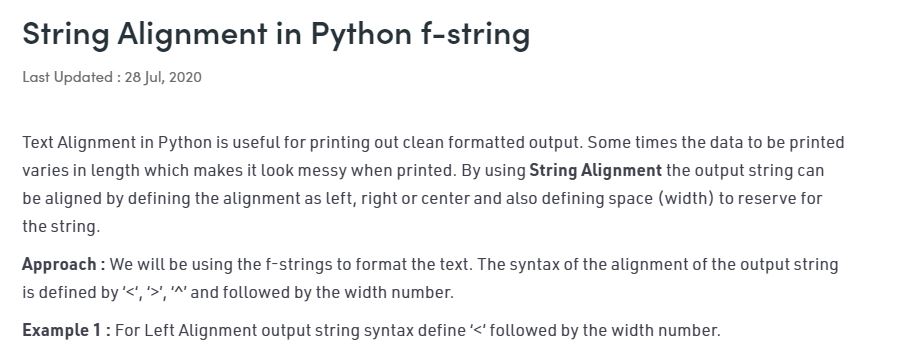 String Alignment in Python f-string
Last Updated : 28 Jul, 2020
Text Alignment in Python is useful for printing out clean formatted output. Some times the data to be printed
varies in length which makes it look messy when printed. By using String Alignment the output string can
be aligned by defining the alignment as left, right or center and also defining space (width) to reserve for
the string.
Approach : We will be using the f-strings to format the text. The syntax of the alignment of the output string
is defined by ‘<‘, ‘>’, ‘^’ and followed by the width number.
Example 1 : For Left Alignment output string syntax define ‘<‘ followed by the width number.